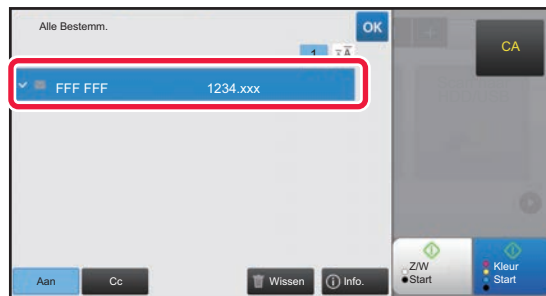 Alle Bestemm.
OK
CA
1
FFF FFF 1234.xxx
Aan
Cc
Wissen
Info.
Z/W
Start
Kleur
Start